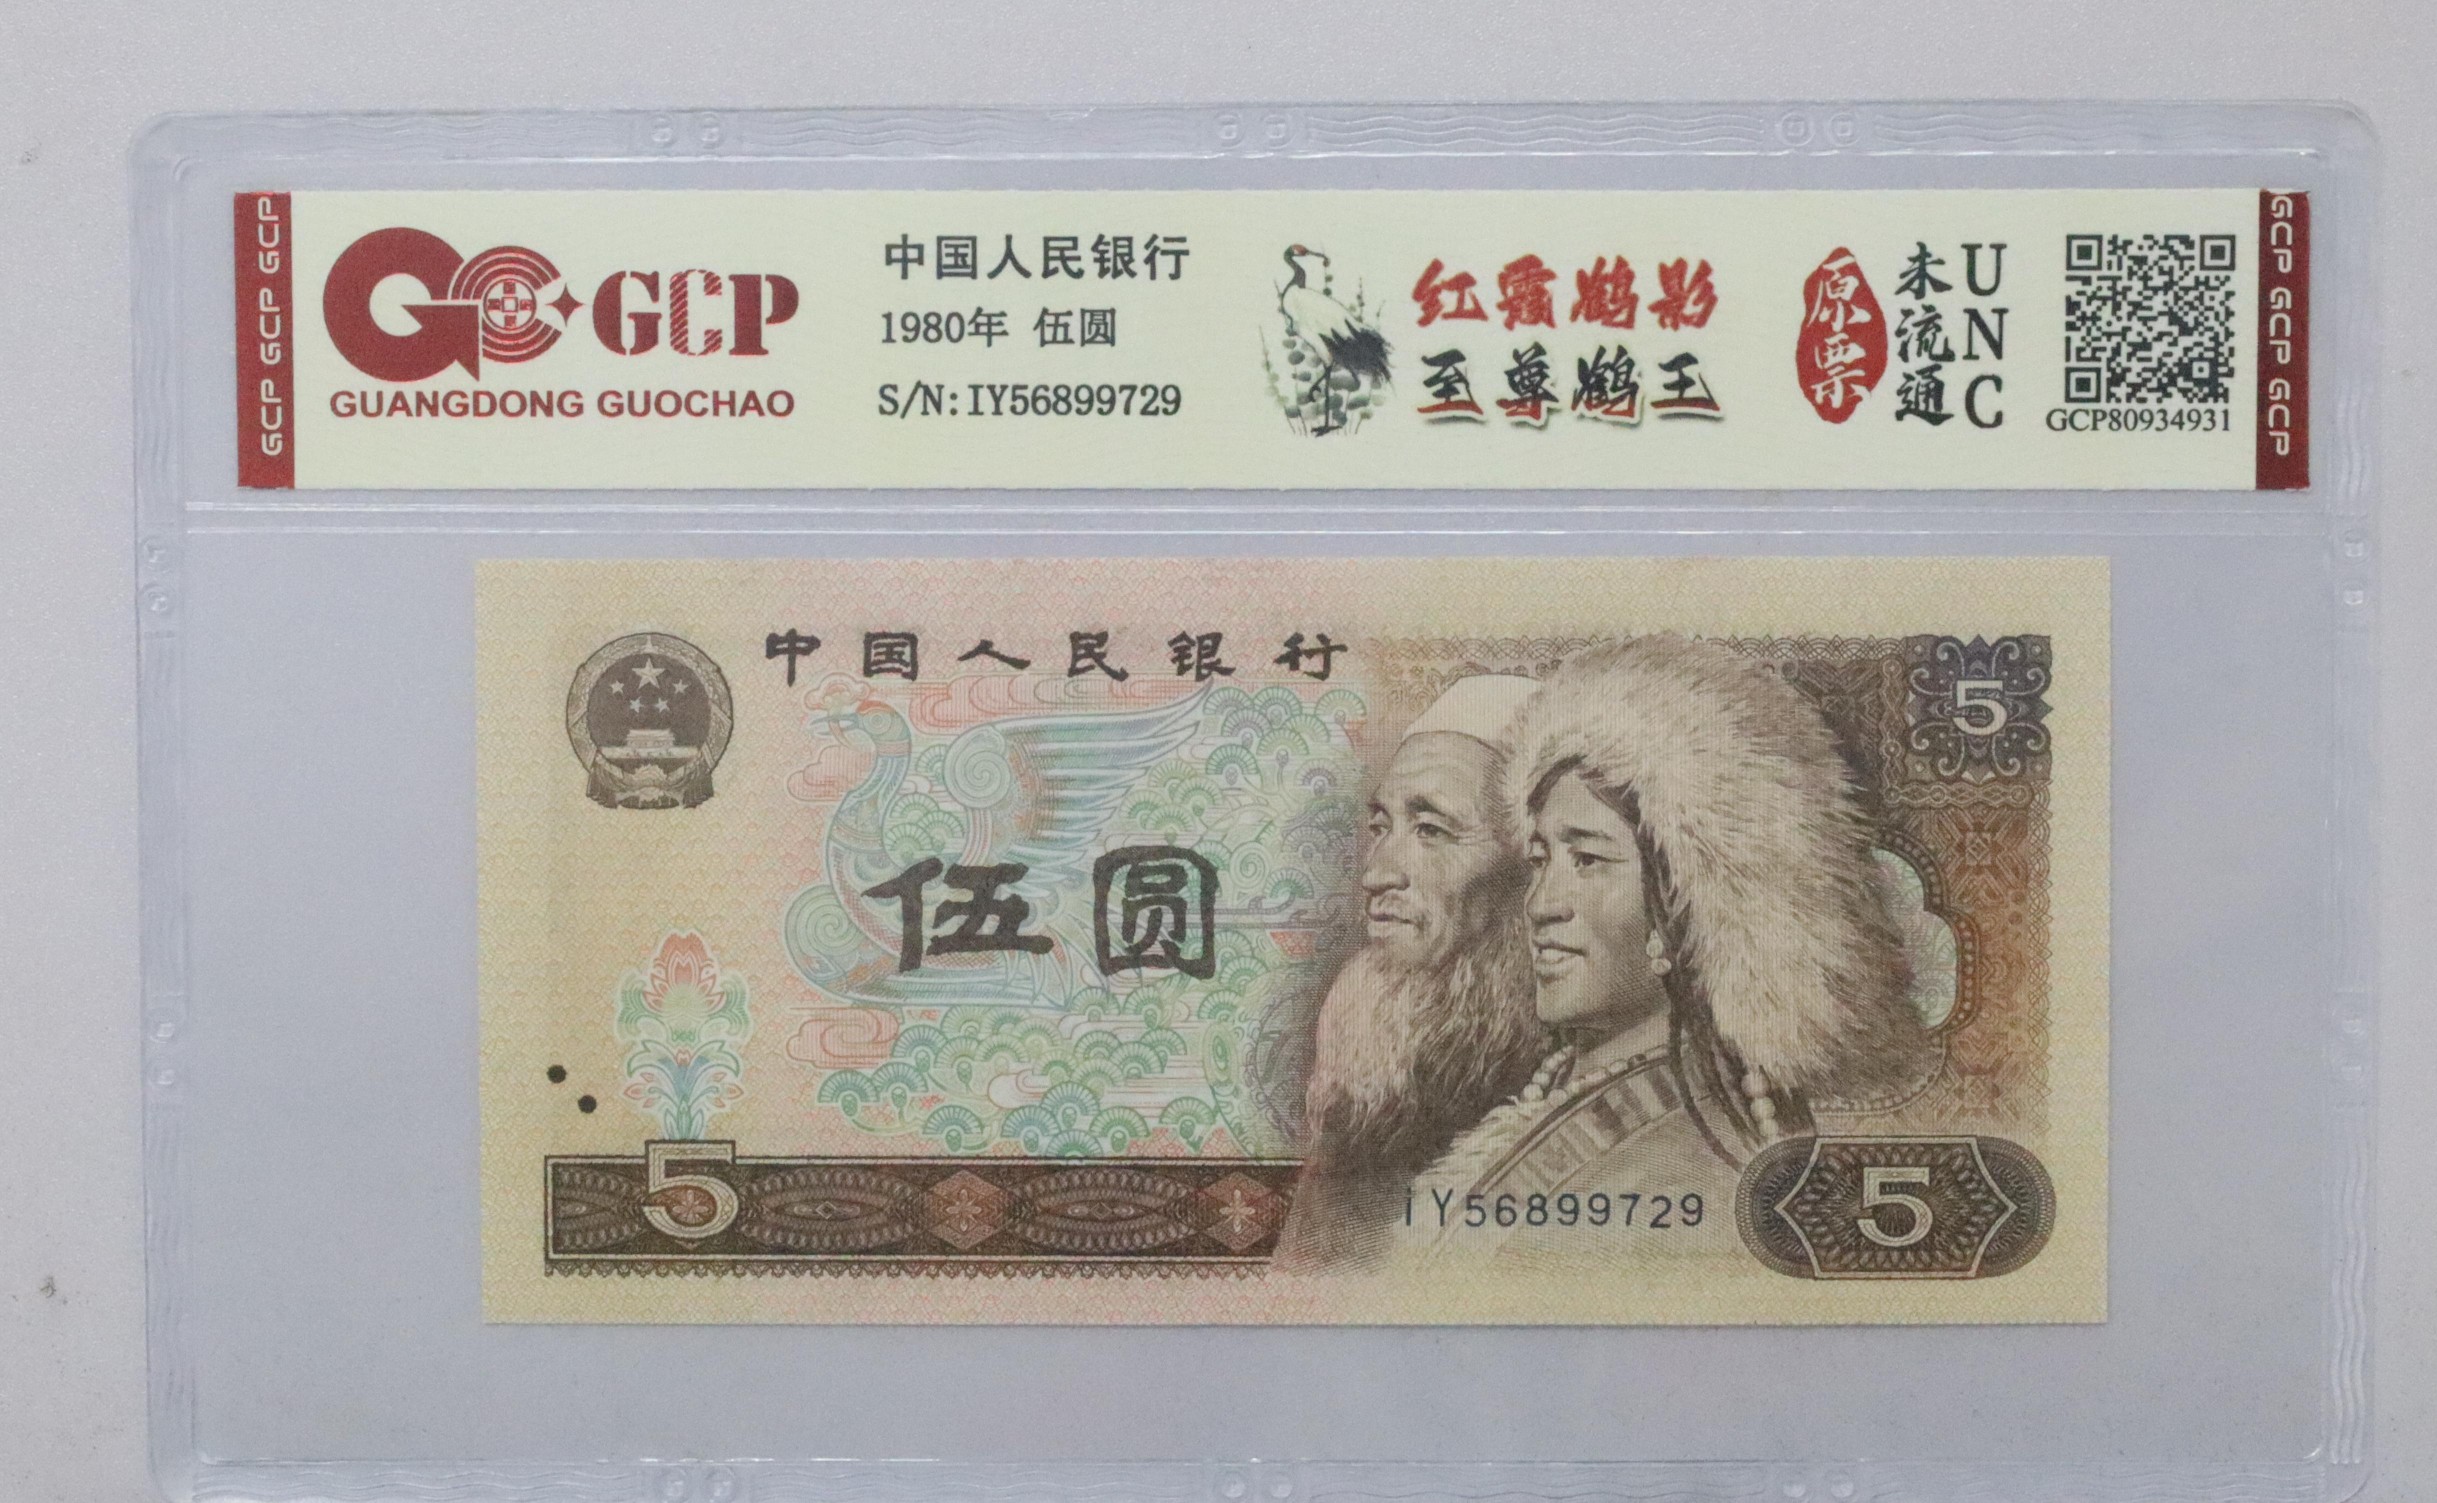 GCP GCP GCP
GCP
GUANGDONG GUOCHAO
中国人民银行
1980年 伍圆
S/N:IY56899729
红霞鹤影
至尊鹤王
原票
未流通
UNC
GCP80934931
GCP GCP GCP
中国人民银行
5
伍圆
5
IY56899729
5